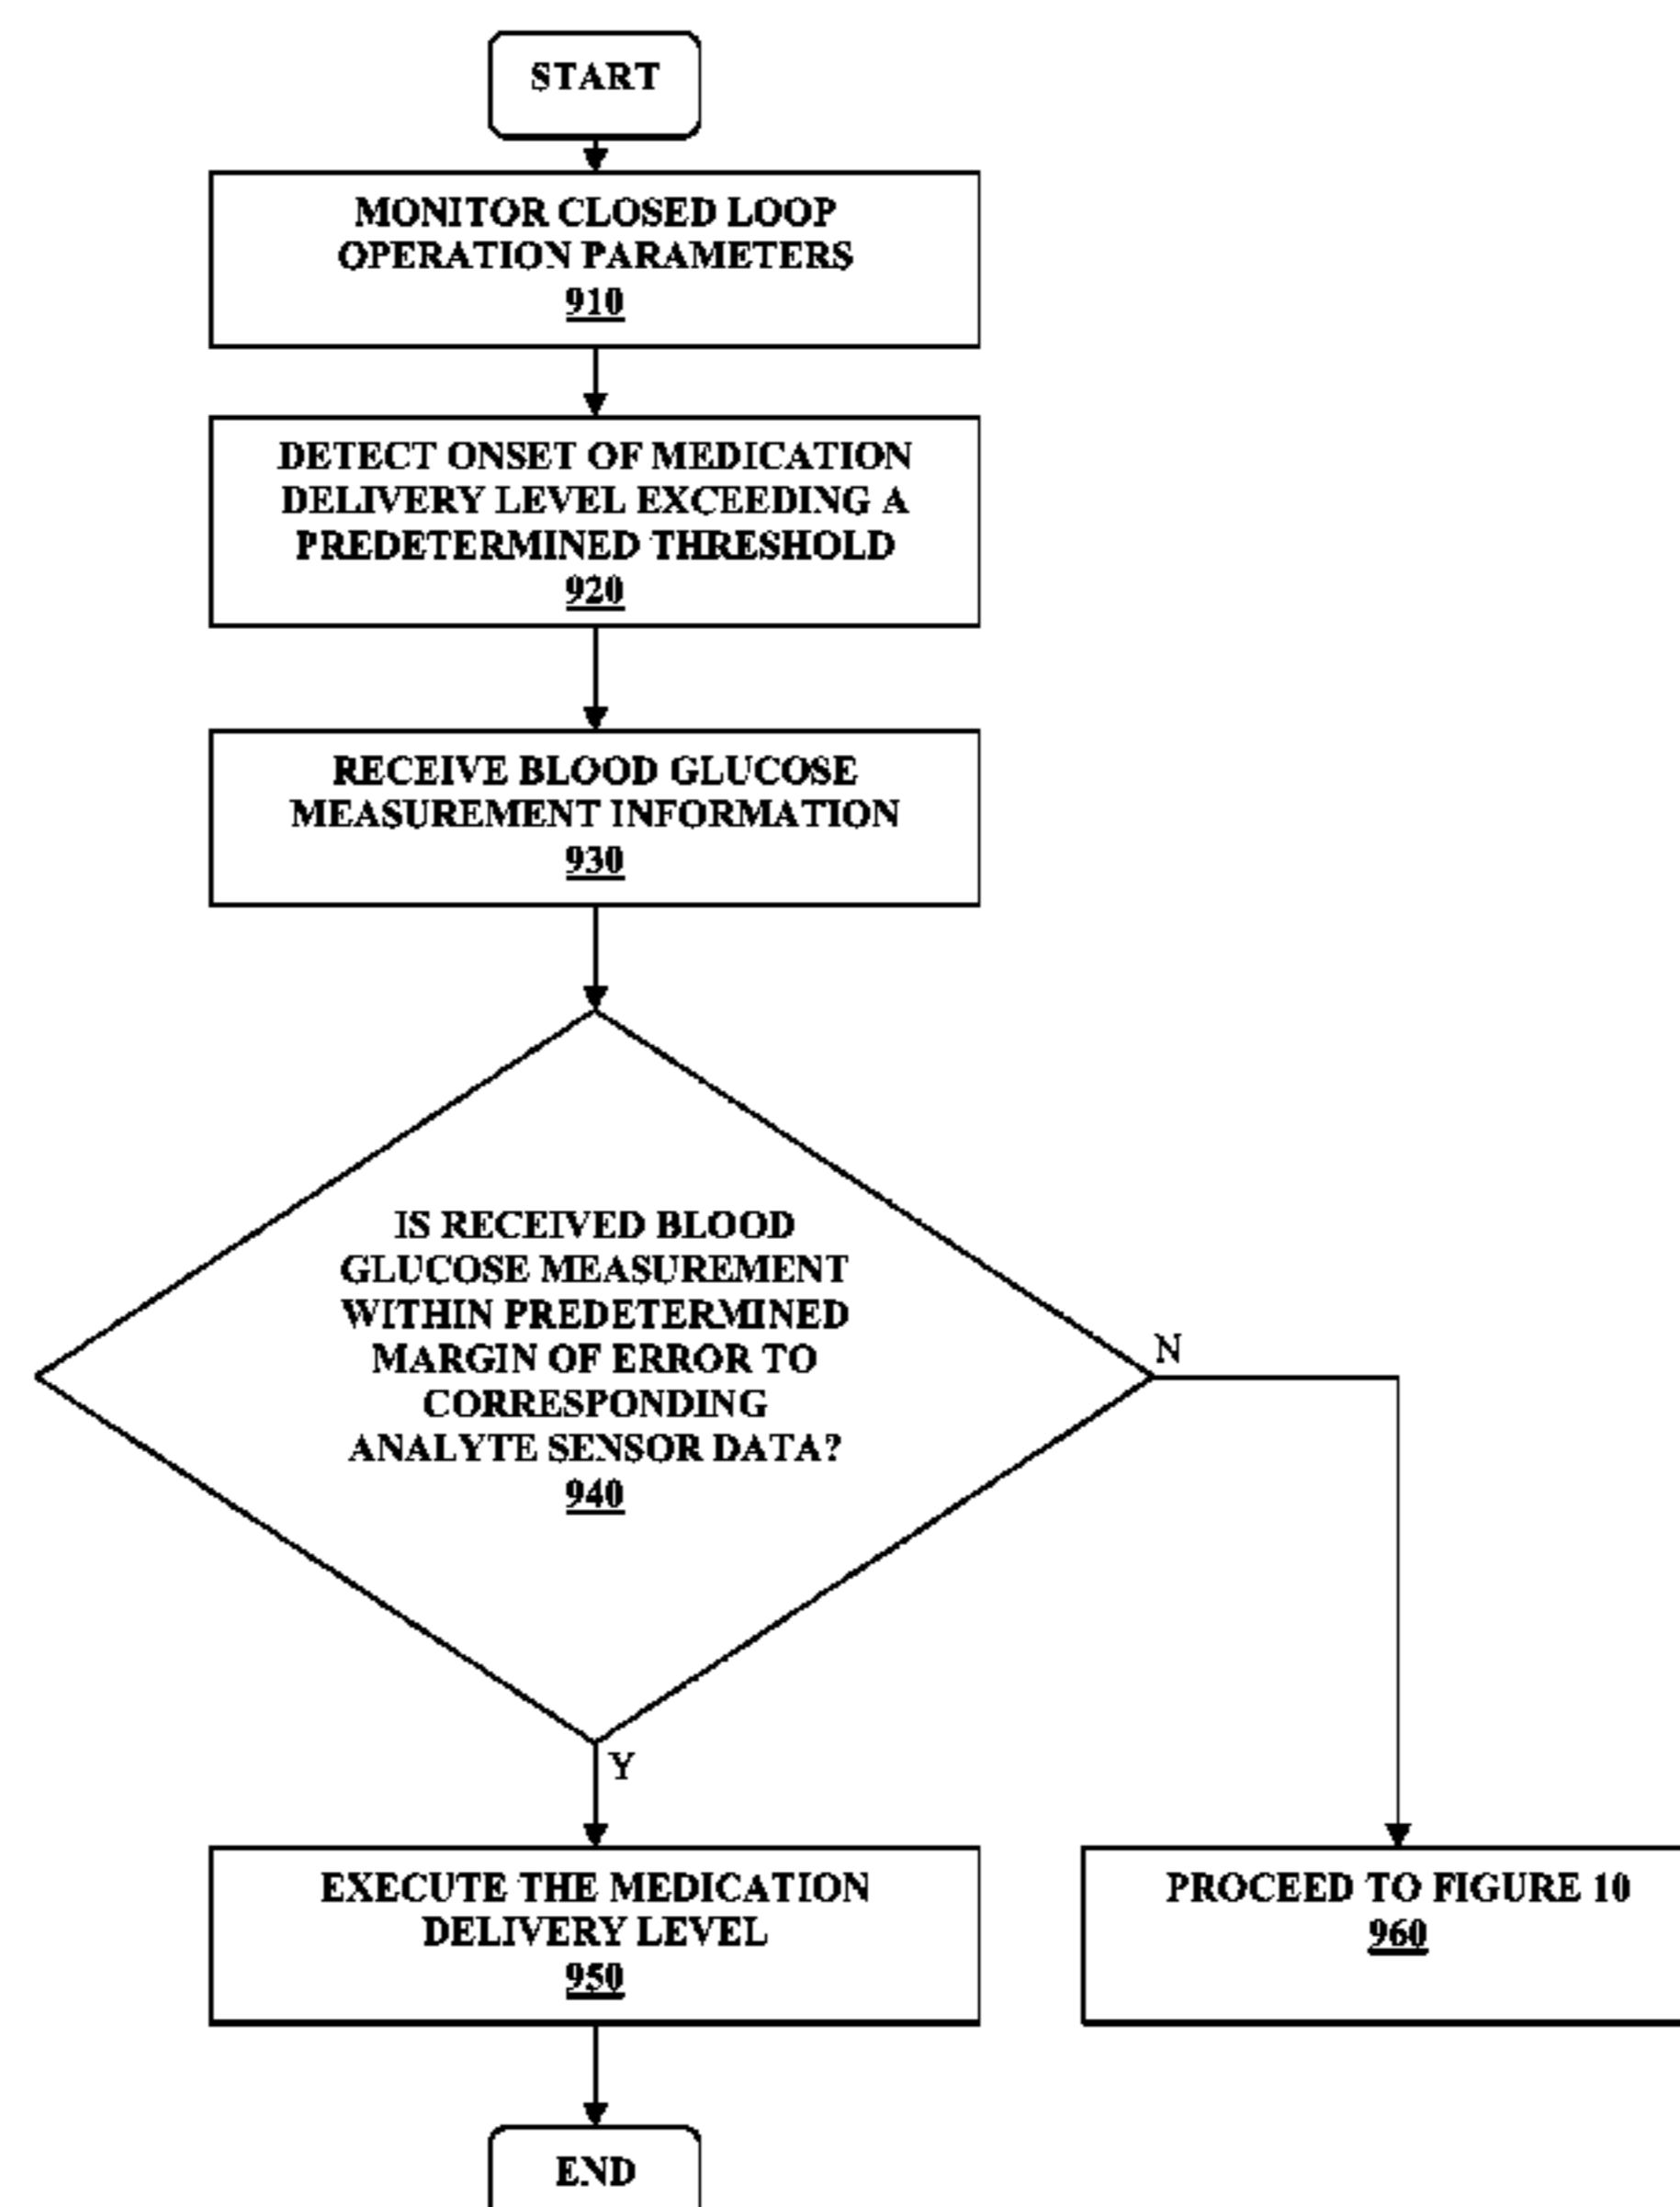 START
MONITOR CLOSED LOOP
OPERATION PARAMETERS
910
DETECT ONSET OF MEDICATION
DELIVERY LEVEL EXCEEDING A
PREDETERMINED THRESHOLD
920
RECEIVE BLOOD GLUCOSE
MEASUREMENT INFORMATION
930
IS RECEIVED BLOOD
GLUCOSE MEASUREMENT
WITHIN PREDETERMINED
MARGIN OF ERROR TO
CORRESPONDING
ANALYTE SENSOR DATA?
940
N
Y
EXECUTE THE MEDICATION
DELIVERY LEVEL
950
PROCEED TO FIGURE 10
960
END